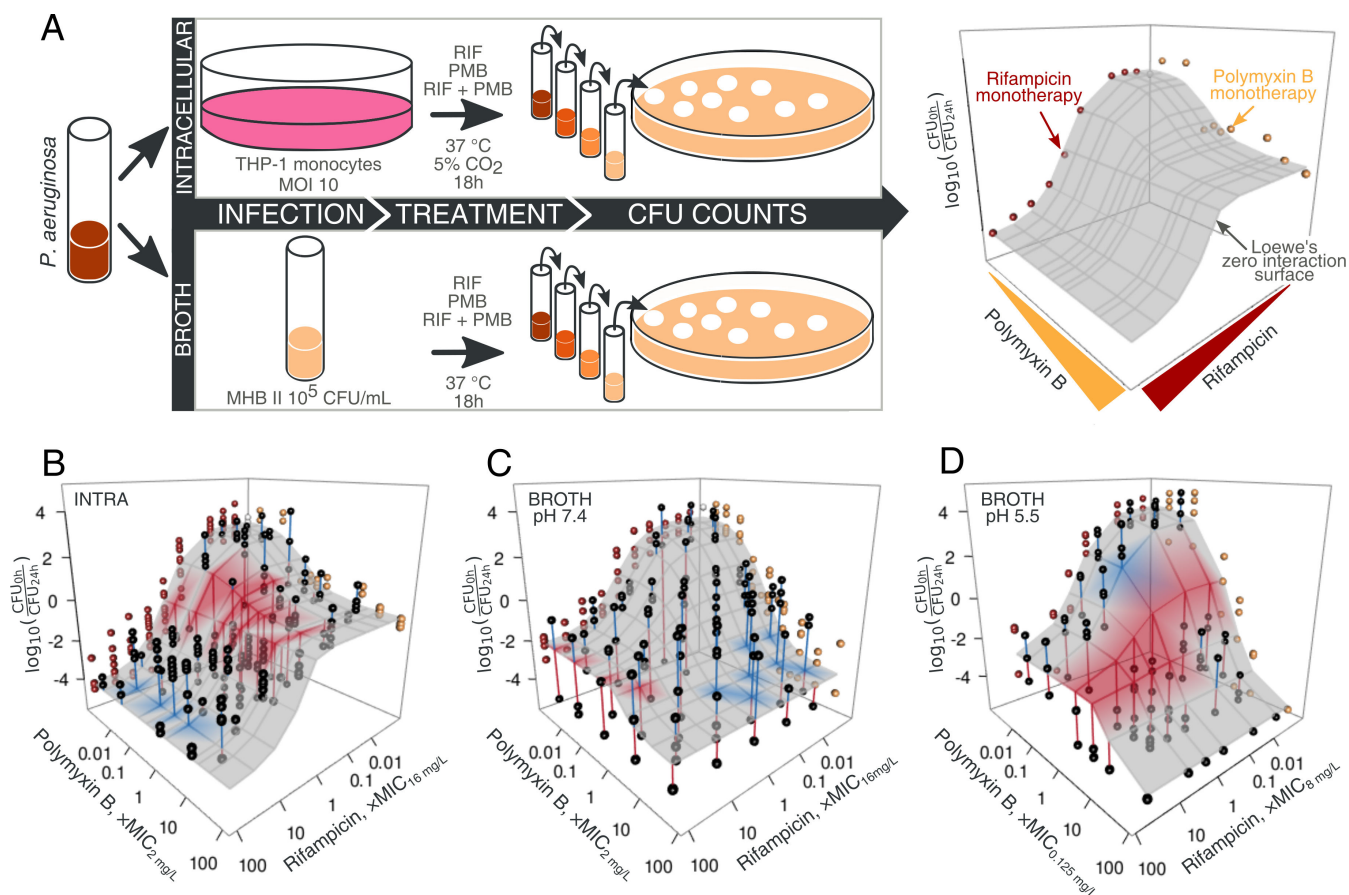 A
P. aeruginosa
INTRACELLULAR
THP-1 monocytes
MOI 10
RIF
PMB
RIF + PMB
37 °C
5% CO2
18h
INFECTION
TREATMENT
CFU COUNTS
BROTH
MHB II 10^5 CFU/mL
RIF
PMB
RIF + PMB
37 °C
18h
log10(CFU0h/CFU24h)
Rifampicin
monotherapy
Polymyxin B
monotherapy
Loewe's
zero interaction
surface
Polymyxin B
Rifampicin
B
INTRA
log10(CFU0h/CFU24h)
4
2
0
-2
-4
0.01
0.1
1
10
100
Polymyxin B, xMIC2 mg/L
100
10
1
0.1
0.01
Rifampicin, xMIC16 mg/L
C
BROTH
pH 7.4
log10(CFU0h/CFU24h)
4
2
0
-2
-4
0.01
0.1
1
10
100
Polymyxin B, xMIC2 mg/L
100
10
1
0.1
0.01
Rifampicin, xMIC16mg/L
D
BROTH
pH 5.5
log10(CFU0h/CFU24h)
4
2
0
-2
-4
0.01
0.1
1
10
100
Polymyxin B, xMIC0.125 mg/L
100
10
1
0.1
0.01
Rifampicin, xMIC8 mg/L